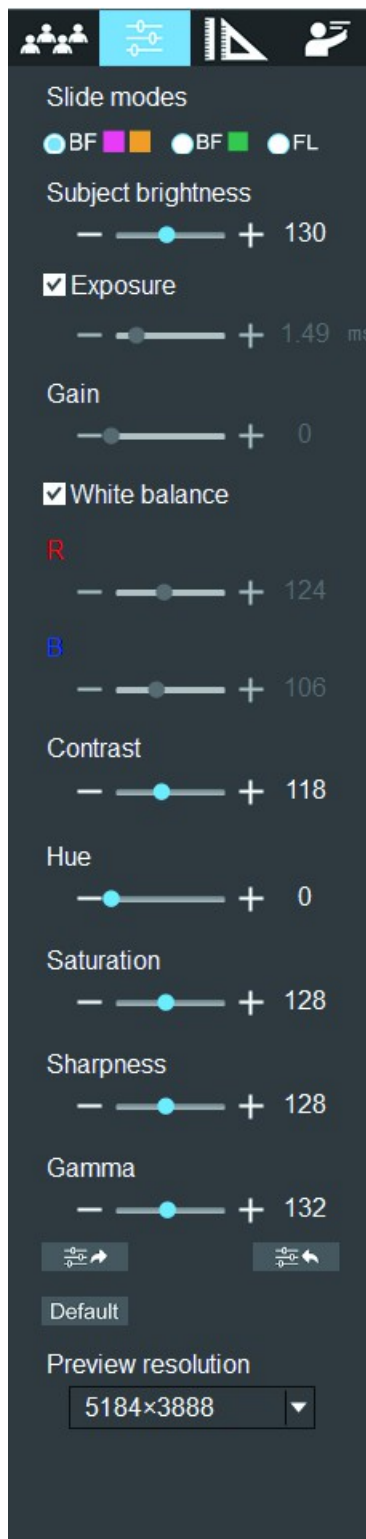 Slide modes
BF BF FL
Subject brightness
130
Exposure
1.49 ms
Gain
0
White balance
R
124
B
106
Contrast
118
Hue
0
Saturation
128
Sharpness
128
Gamma
132
Default
Preview resolution
5184×3888